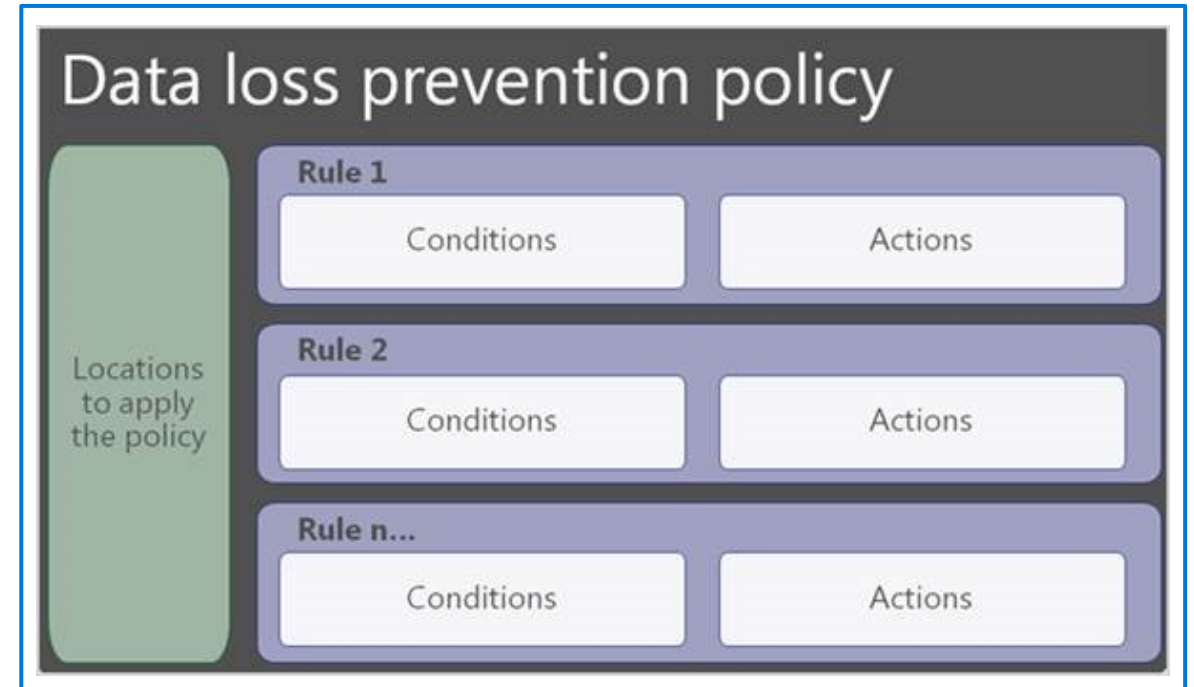 Data loss prevention policy
Locations
to apply
the policy
Rule 1
Conditions
Actions
Rule 2
Conditions
Actions
Rule n...
Conditions
Actions